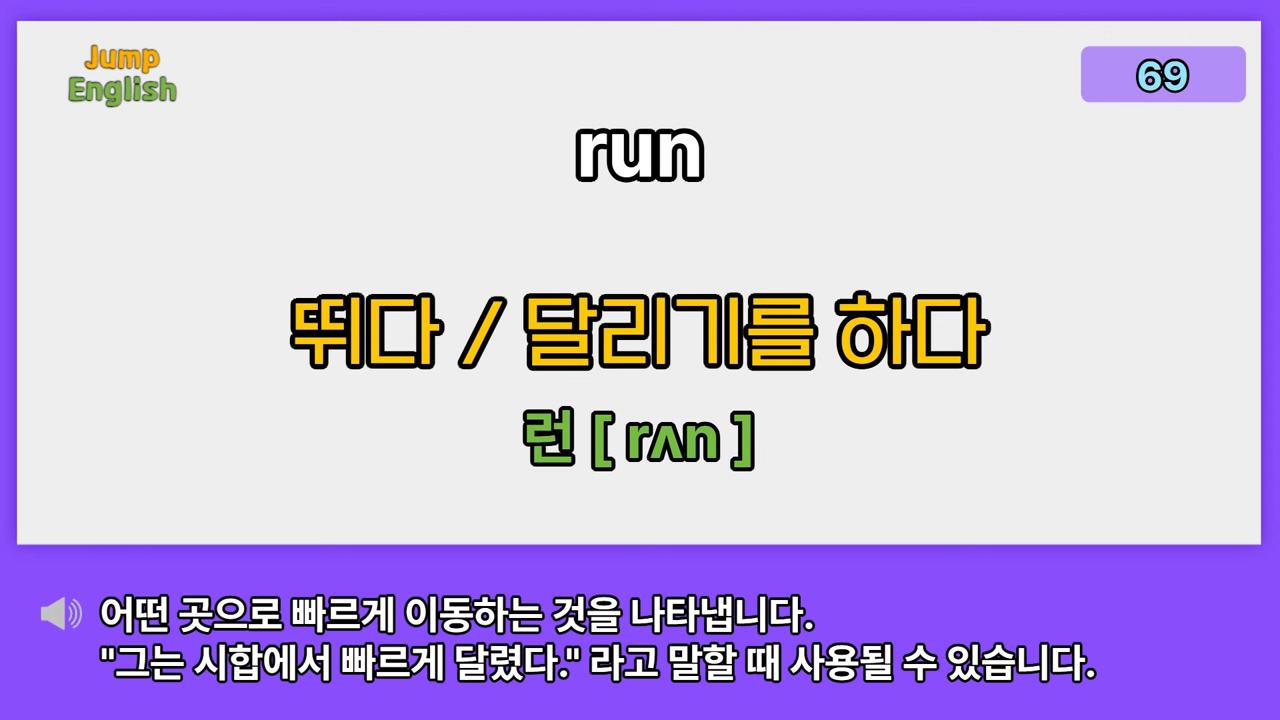 Jump
English
69
run
뛰다 / 달리기를 하다
런 [ rʌn ]
어떤 곳으로 빠르게 이동하는 것을 나타냅니다.
"그는 시합에서 빠르게 달렸다." 라고 말할 때 사용될 수 있습니다.